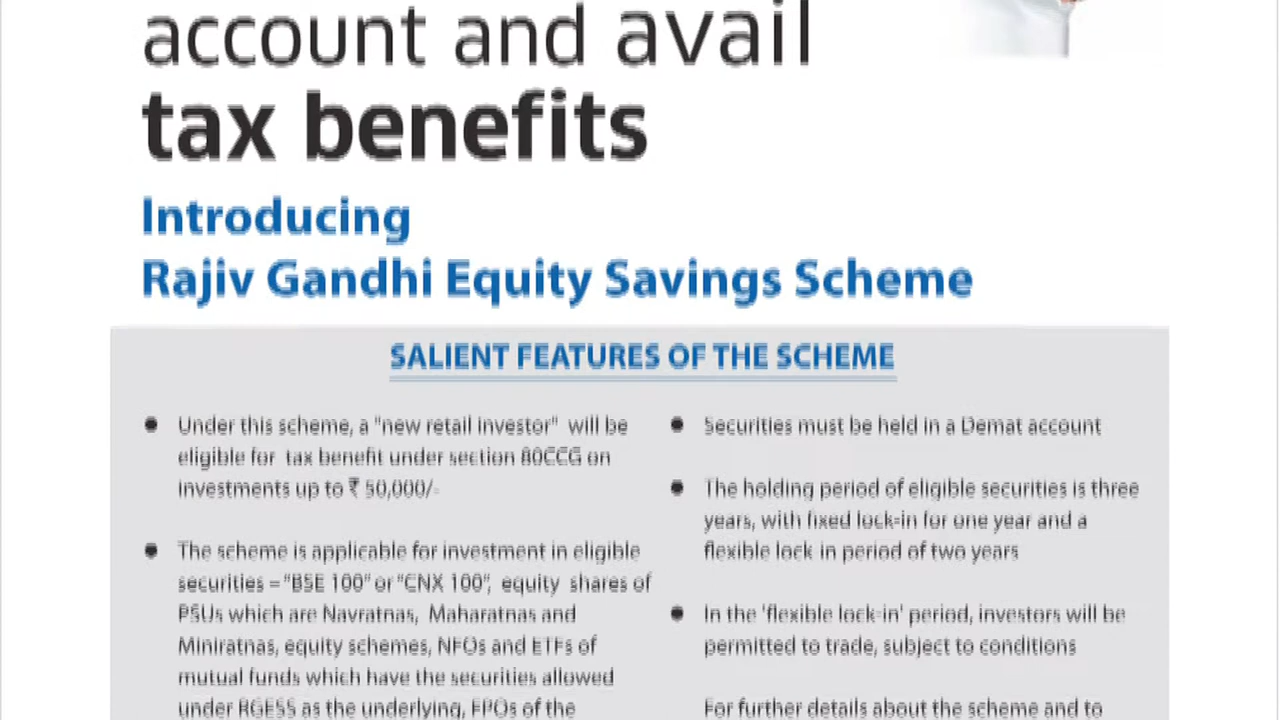 account and avail
tax benefits
Introducing
Rajiv Gandhi Equity Savings Scheme
SALIENT FEATURES OF THE SCHEME
● Under this scheme, a "new retail investor" will be
eligible for tax benefit under section 80CCG on
investments up to ₹ 50,000/-
● The scheme is applicable for investment in eligible
securities = "BSE 100" or "CNX 100", equity shares of
PSUs which are Navratnas, Maharatnas and
Miniratnas, equity schemes, NFOs and ETFs of
mutual funds which have the securities allowed
under RGESS as the underlying, FPOs of the
● Securities must be held in a Demat account
● The holding period of eligible securities is three
years, with fixed lock-in for one year and a
flexible lock in period of two years
● In the 'flexible lock-in' period, investors will be
permitted to trade, subject to conditions
For further details about the scheme and to